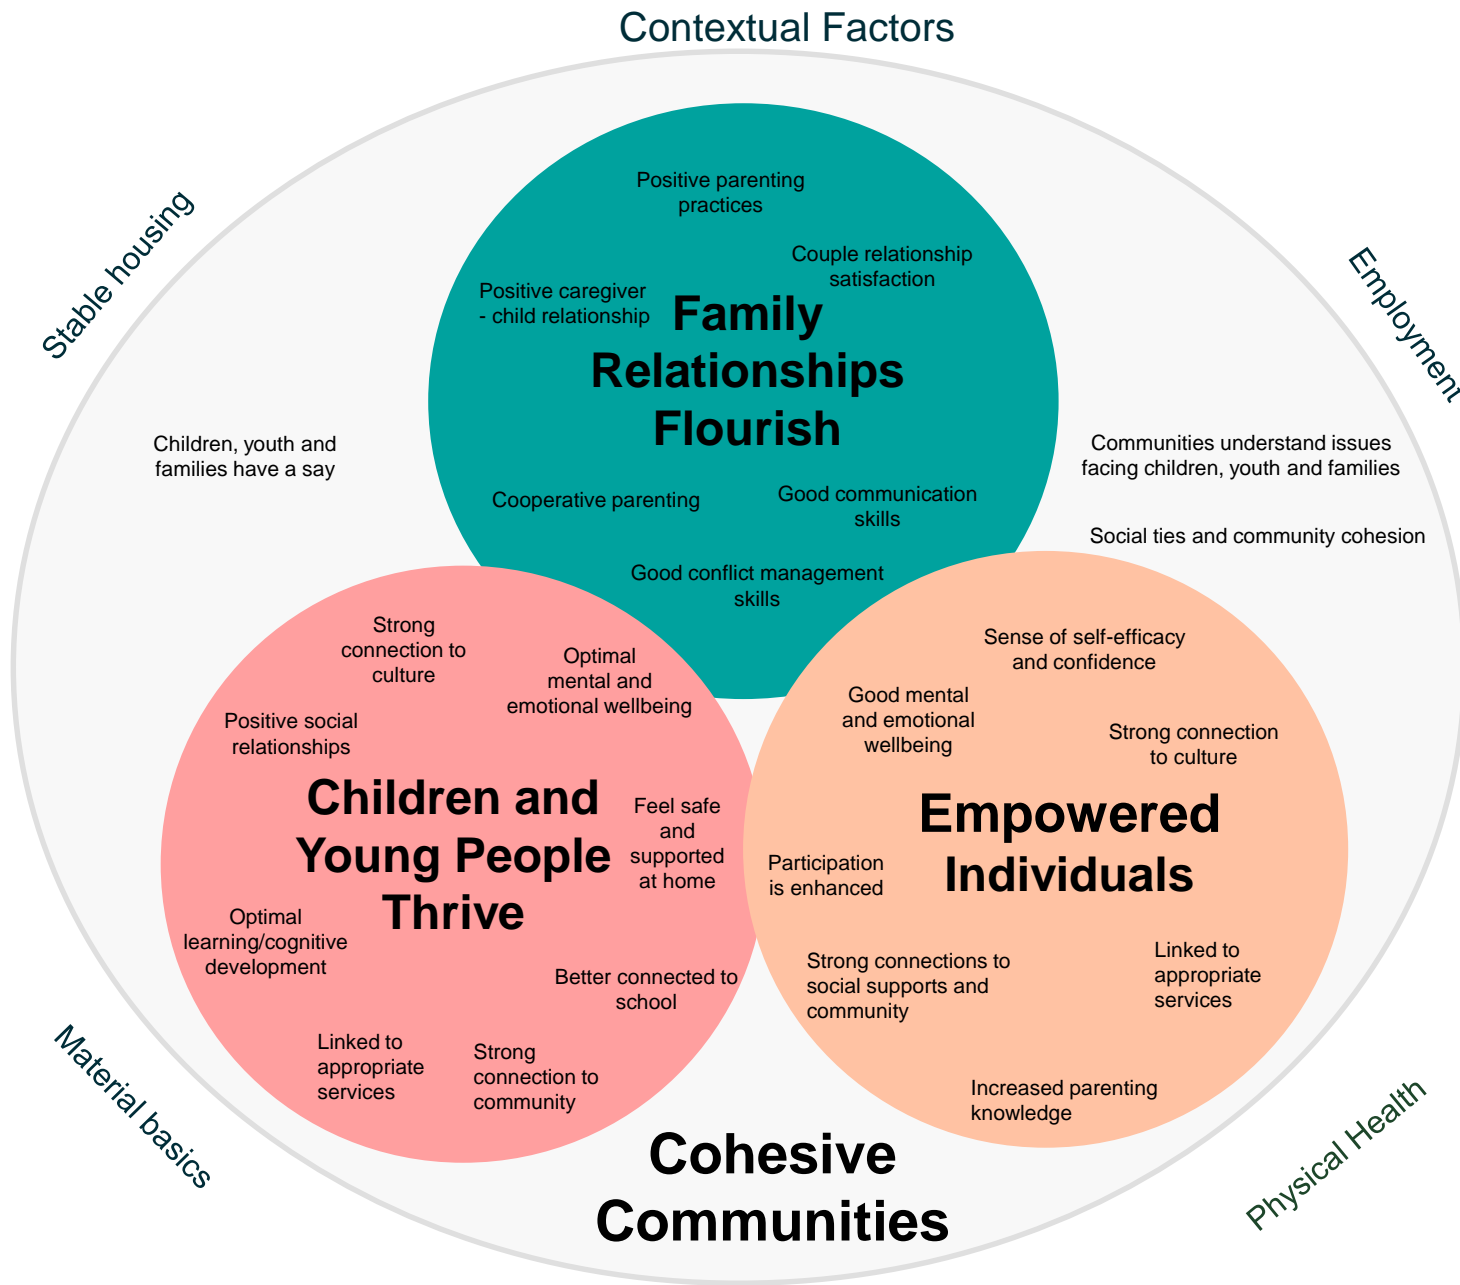 Contextual Factors
Stable housing
Employment
Positive parenting
practices
Couple relationship
satisfaction
Positive caregiver
- child relationship
Family
Relationships
Flourish
Children, youth and
families have a say
Communities understand issues
facing children, youth and families
Cooperative parenting
Good communication
skills
Social ties and community cohesion
Good conflict management
skills
Strong
connection to
culture
Optimal
mental and
emotional wellbeing
Positive social
relationships
Children and
Young People
Thrive
Feel safe
and
supported
at home
Optimal
learning/cognitive
development
Better connected to
school
Linked to
appropriate
services
Strong
connection to
community
Sense of self-efficacy
and confidence
Good mental
and emotional
wellbeing
Strong connection
to culture
Empowered
Individuals
Participation
is enhanced
Strong connections to
social supports and
community
Linked to
appropriate
services
Increased parenting
knowledge
Material basics
Cohesive
Communities
Physical Health